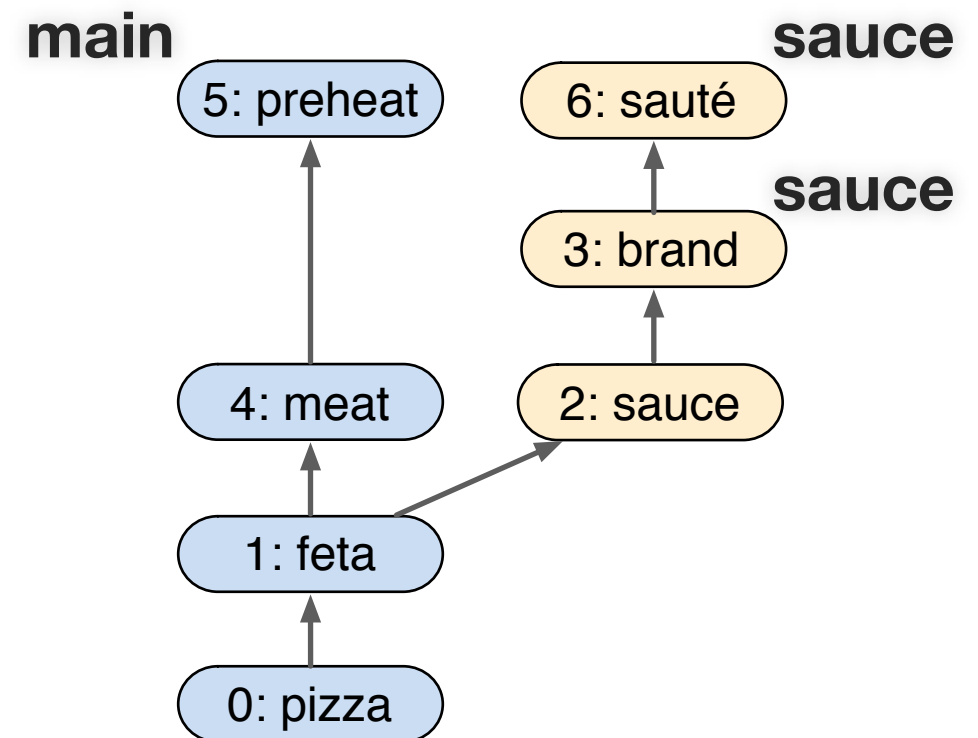 main
sauce
5: preheat
6: sauté
sauce
3: brand
4: meat
2: sauce
1: feta
0: pizza